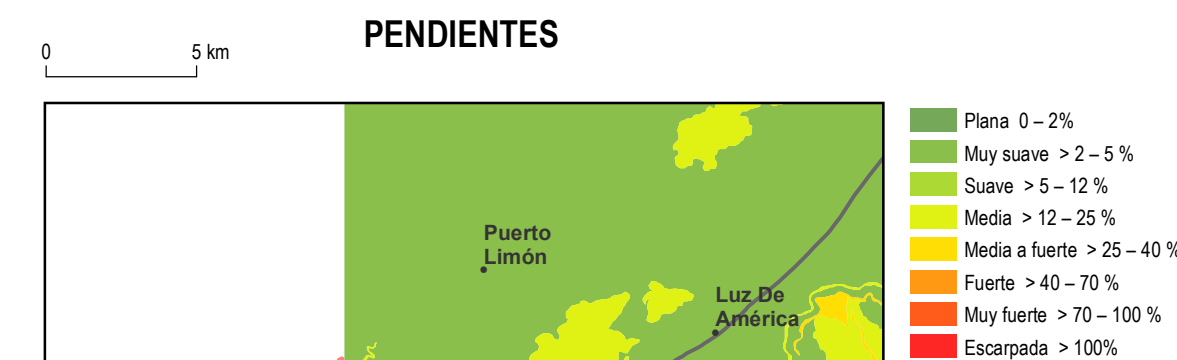 PENDIENTES
0 5 km
Plana 0 – 2%
Muy suave > 2 – 5 %
Suave > 5 – 12 %
Media > 12 – 25 %
Media a fuerte > 25 – 40 %
Fuerte > 40 – 70 %
Muy fuerte > 70 – 100 %
Escarpada > 100%
Puerto
Limón
Luz De
América